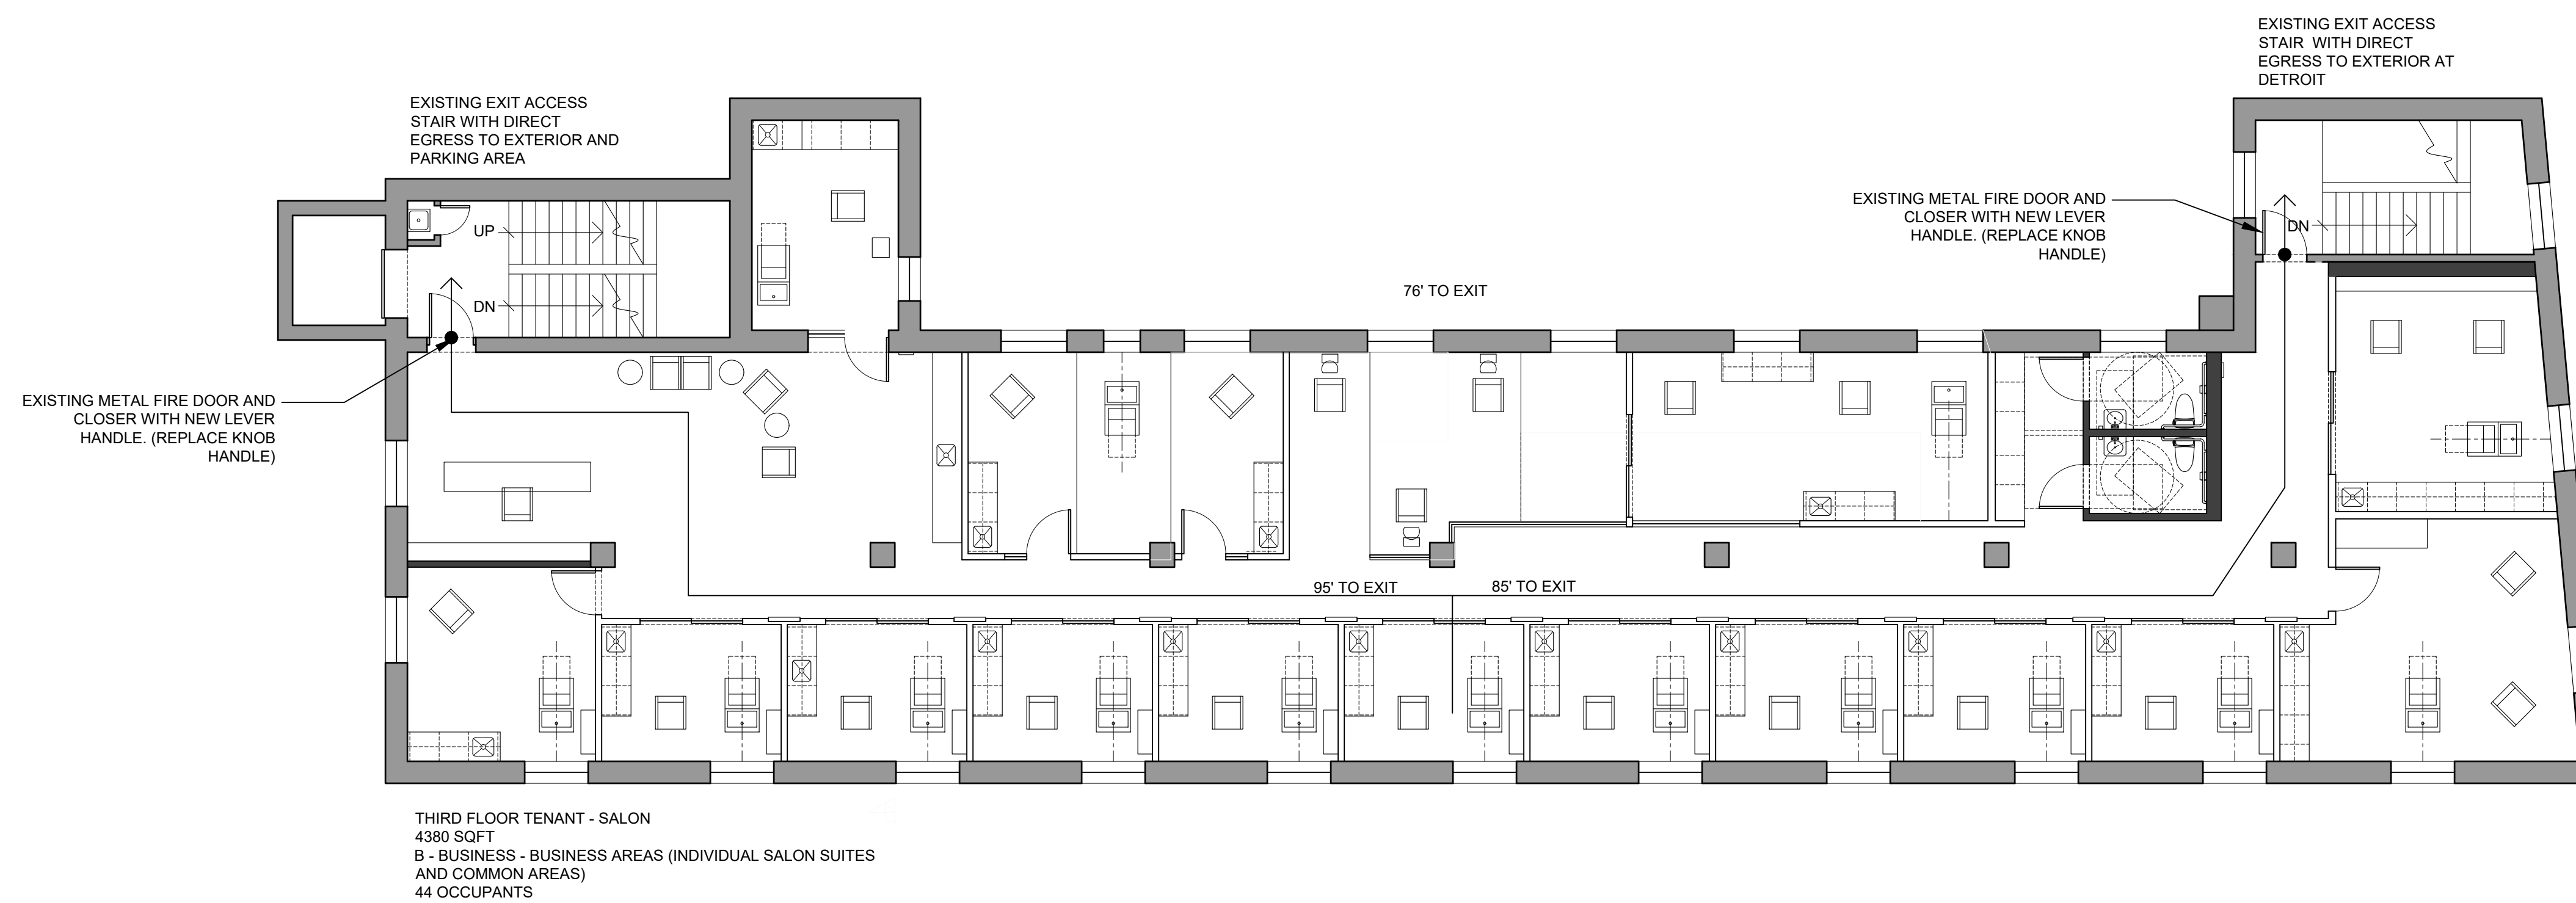 EXISTING EXIT ACCESS
STAIR WITH DIRECT
EGRESS TO EXTERIOR AT
DETROIT
EXISTING EXIT ACCESS
STAIR WITH DIRECT
EGRESS TO EXTERIOR AND
PARKING AREA
EXISTING METAL FIRE DOOR AND
CLOSER WITH NEW LEVER
HANDLE. (REPLACE KNOB
HANDLE)
UP
DN
DN
76' TO EXIT
EXISTING METAL FIRE DOOR AND
CLOSER WITH NEW LEVER
HANDLE. (REPLACE KNOB
HANDLE)
95' TO EXIT
85' TO EXIT
THIRD FLOOR TENANT - SALON
4380 SQFT
B - BUSINESS - BUSINESS AREAS (INDIVIDUAL SALON SUITES
AND COMMON AREAS)
44 OCCUPANTS